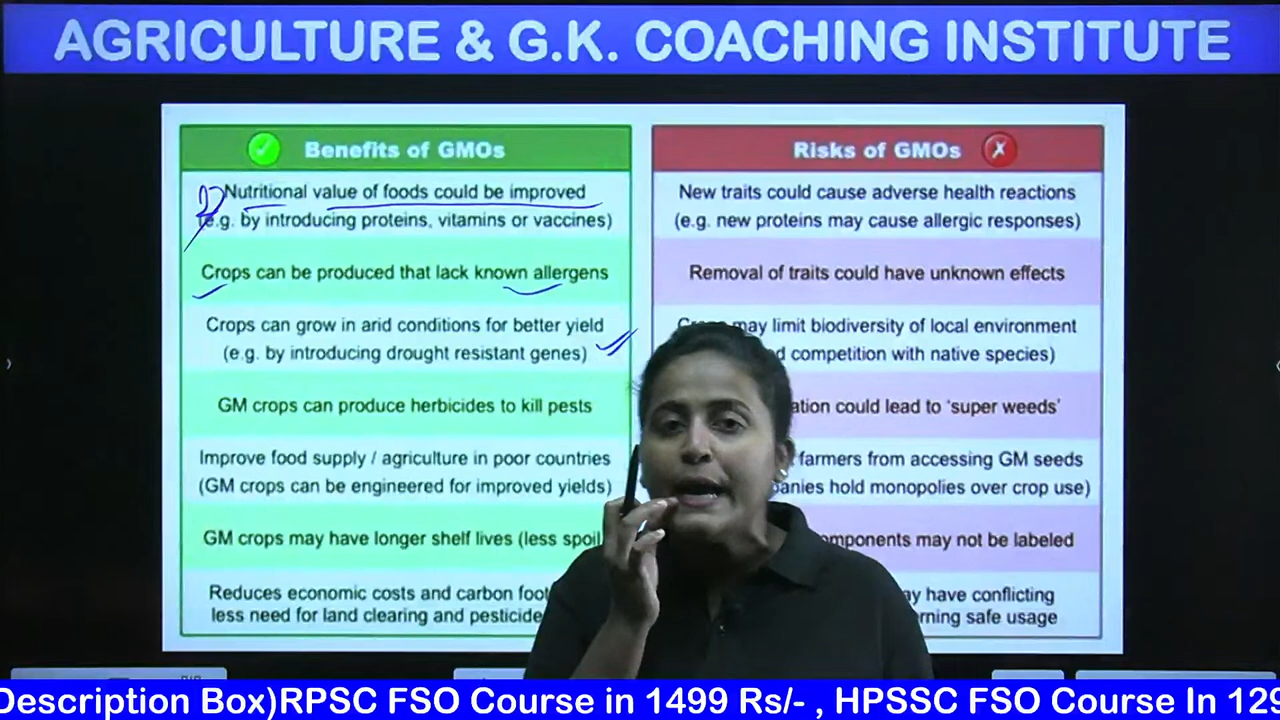 AGRICULTURE & G.K. COACHING INSTITUTE
Benefits of GMOs
Nutritional value of foods could be improved
(e.g. by introducing proteins, vitamins or vaccines)
Crops can be produced that lack known allergens
Crops can grow in arid conditions for better yield
(e.g. by introducing drought resistant genes)
GM crops can produce herbicides to kill pests
Improve food supply / agriculture in poor countries
(GM crops can be engineered for improved yields)
GM crops may have longer shelf lives (less spoil
Reduces economic costs and carbon foot
less need for land clearing and pesticide
Risks of GMOs
New traits could cause adverse health reactions
(e.g. new proteins may cause allergic responses)
Removal of traits could have unknown effects
may limit biodiversity of local environment
competition with native species)
could lead to ‘super weeds’
farmers from accessing GM seeds
hold monopolies over crop use)
may not be labeled
have conflicting
safe usage
Description Box)RPSC FSO Course in 1499 Rs/- , HPSSC FSO Course In 129